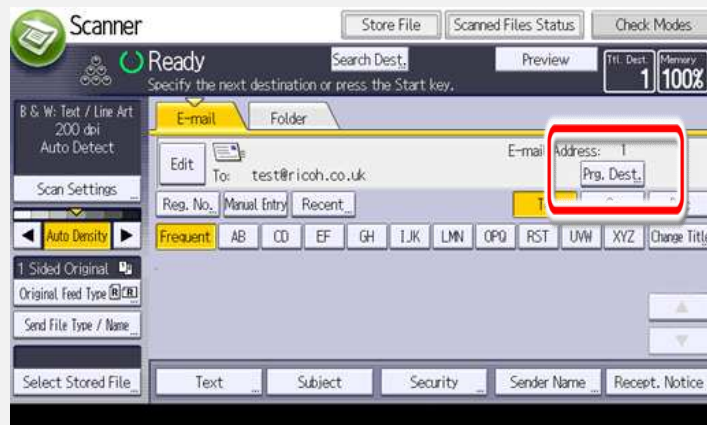 Scanner
Store File
Scanned Files Status
Check Modes
Ready
Search Dest.
Preview
Ttl. Dest. 1
Memory 100%
Specify the next destination or press the Start key.
B & W: Text / Line Art
200 dpi
Auto Detect
Scan Settings
Auto Density
1 Sided Original
Original Feed Type
Send File Type / Name
Select Stored File
E-mail
Folder
Edit
To: test@ricoh.co.uk
E-mail Address: 1
Prg. Dest.
Reg. No.
Manual Entry
Recent
Frequent
AB
CD
EF
GH
IJK
LMN
OPQ
RST
UVW
XYZ
Change Title
Text
Subject
Security
Sender Name
Recept. Notice